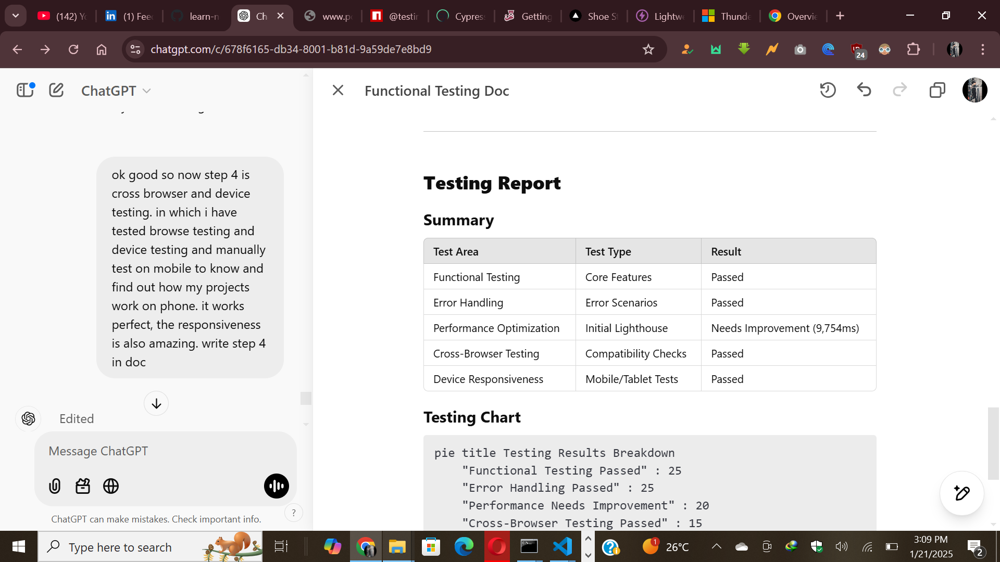 (142) Yo
(1) Feed
learn-n
Ch
www.po
@testin
Cypres
Getting
Shoe St
Lightwe
Thunde
Overvie
chatgpt.com/c/678f6165-db34-8001-b81d-9a59de7e8bd9
24
ChatGPT
ok good so now step 4 is
cross browser and device
testing. in which i have
tested browse testing and
device testing and manually
test on mobile to know and
find out how my projects
work on phone. it works
perfect, the responsiveness
is also amazing. write step 4
in doc
Edited
Message ChatGPT
ChatGPT can make mistakes. Check important info.
?
Functional Testing Doc
Testing Report
Summary
Test Area Test Type Result
Functional Testing Core Features Passed
Error Handling Error Scenarios Passed
Performance Optimization Initial Lighthouse Needs Improvement (9,754ms)
Cross-Browser Testing Compatibility Checks Passed
Device Responsiveness Mobile/Tablet Tests Passed
Testing Chart
pie title Testing Results Breakdown
"Functional Testing Passed" : 25
"Error Handling Passed" : 25
"Performance Needs Improvement" : 20
"Cross-Browser Testing Passed" : 15
Type here to search
1
26°C
3:09 PM
1/21/2025
2